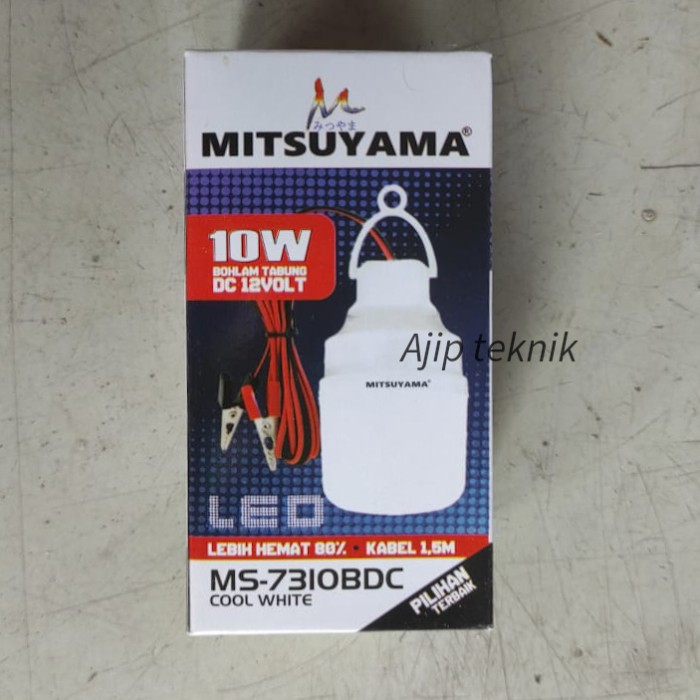 みつやま
MITSUYAMA®
10W
BOHLAM TABUNG
DC 12VOLT
Ajip teknik
MITSUYAMA®
LED
LEBIH HEMAT 80% • KABEL 1,5M
MS-7310BDC
COOL WHITE
PILIHAN
TERBAIK